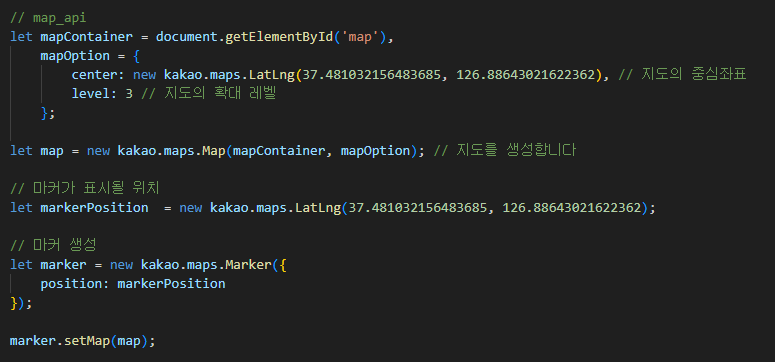 // map_api
let mapContainer = document.getElementById('map'),
    mapOption = {
        center: new kakao.maps.LatLng(37.481032156483685, 126.88643021622362), // 지도의 중심좌표
        level: 3 // 지도의 확대 레벨
    };

let map = new kakao.maps.Map(mapContainer, mapOption); // 지도를 생성합니다

// 마커가 표시될 위치
let markerPosition  = new kakao.maps.LatLng(37.481032156483685, 126.88643021622362);

// 마커 생성
let marker = new kakao.maps.Marker({
    position: markerPosition
});

marker.setMap(map);